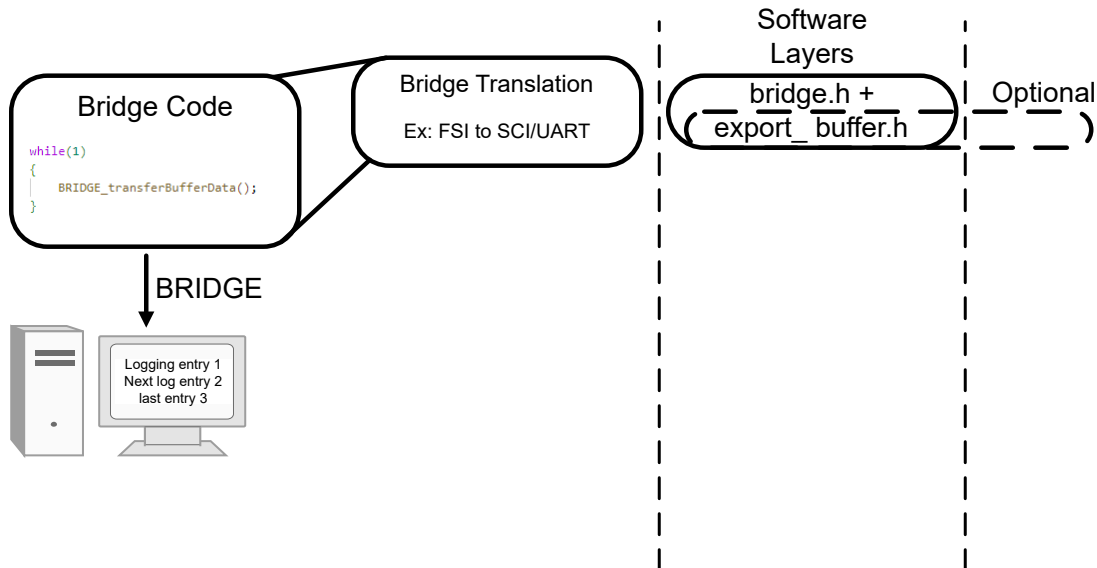 Software
Layers
Bridge Code
while(1)
{
BRIDGE_transferBufferData();
}
Bridge Translation
Ex: FSI to SCI/UART
bridge.h +
export_ buffer.h
Optional
BRIDGE
Logging entry 1
Next log entry 2
last entry 3